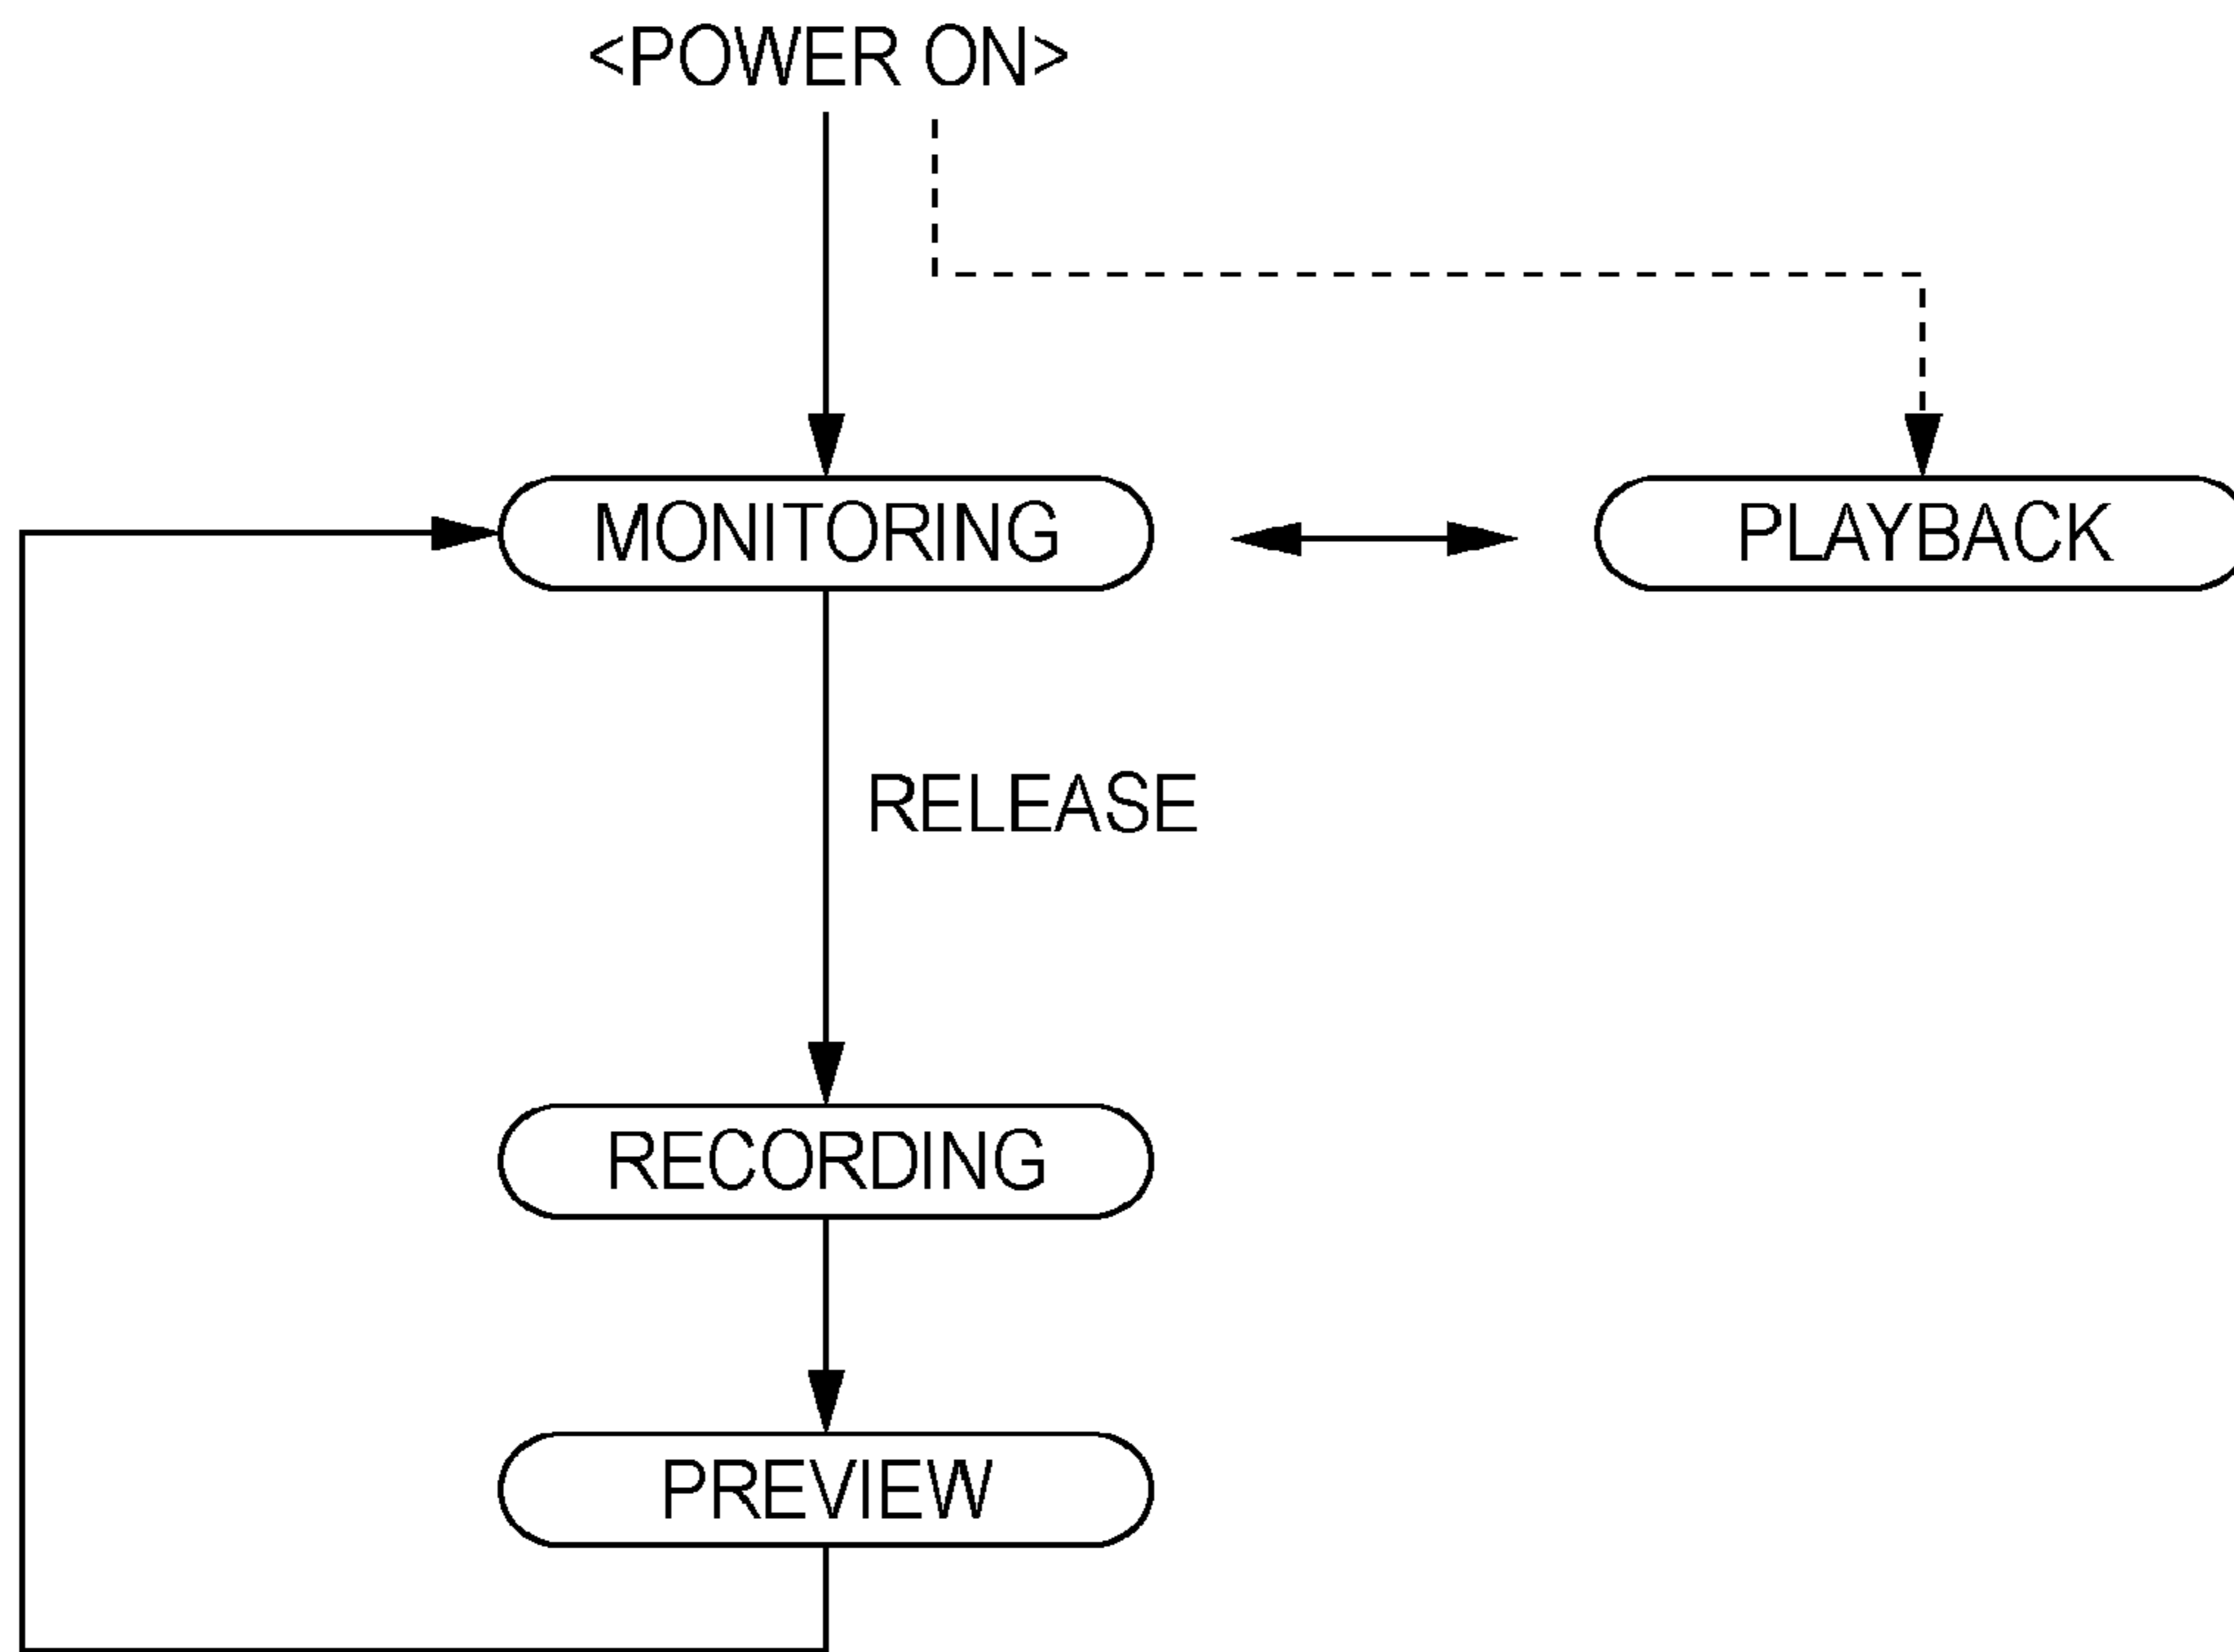 <POWER ON>
MONITORING
PLAYBACK
RELEASE
RECORDING
PREVIEW